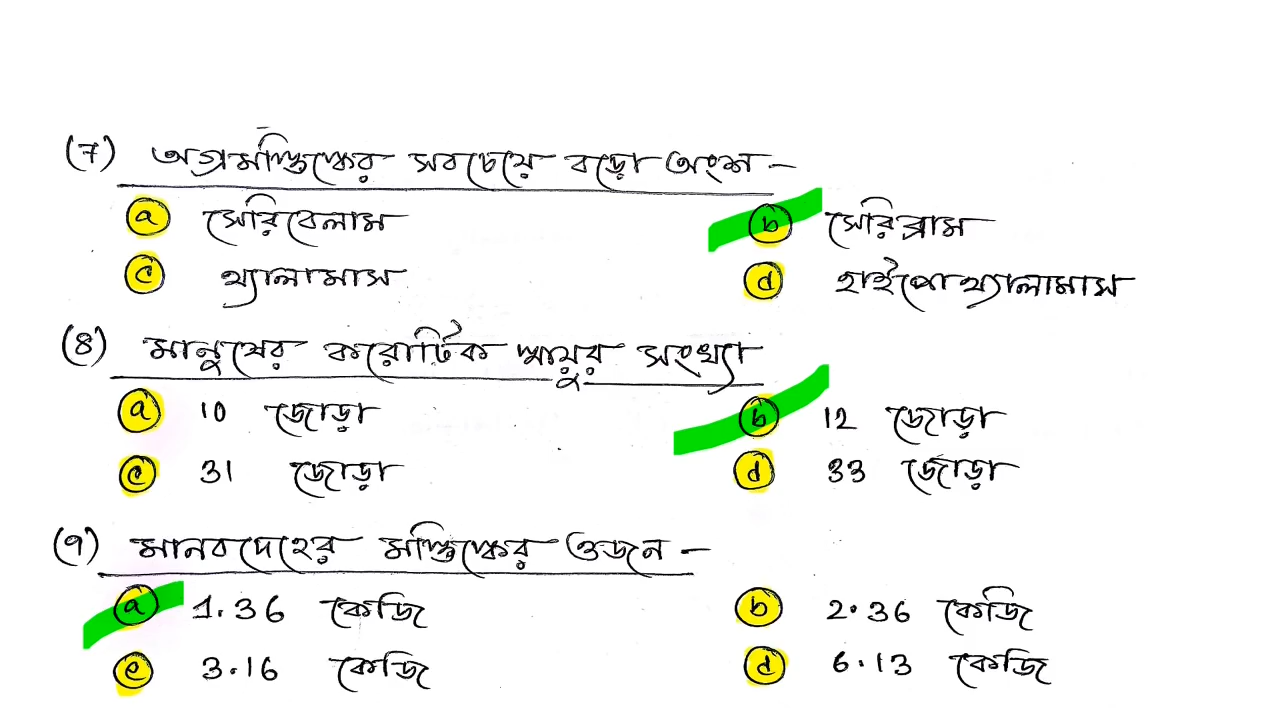 (7) অগ্রমস্তিষ্কের সবচেয়ে বড়ো অংশ -
a সেরিবেলাম b সেরিব্রাম
c থ্যালামাস d হাইপোথ্যালামাস
(8) মানুষের করোটিক স্নায়ুর সংখ্যা
a 10 জোড়া b 12 জোড়া
c 31 জোড়া d 33 জোড়া
(9) মানবদেহের মস্তিষ্কের ওজন -
a 1.36 কেজি b 2.36 কেজি
c 3.16 কেজি d 6.13 কেজি